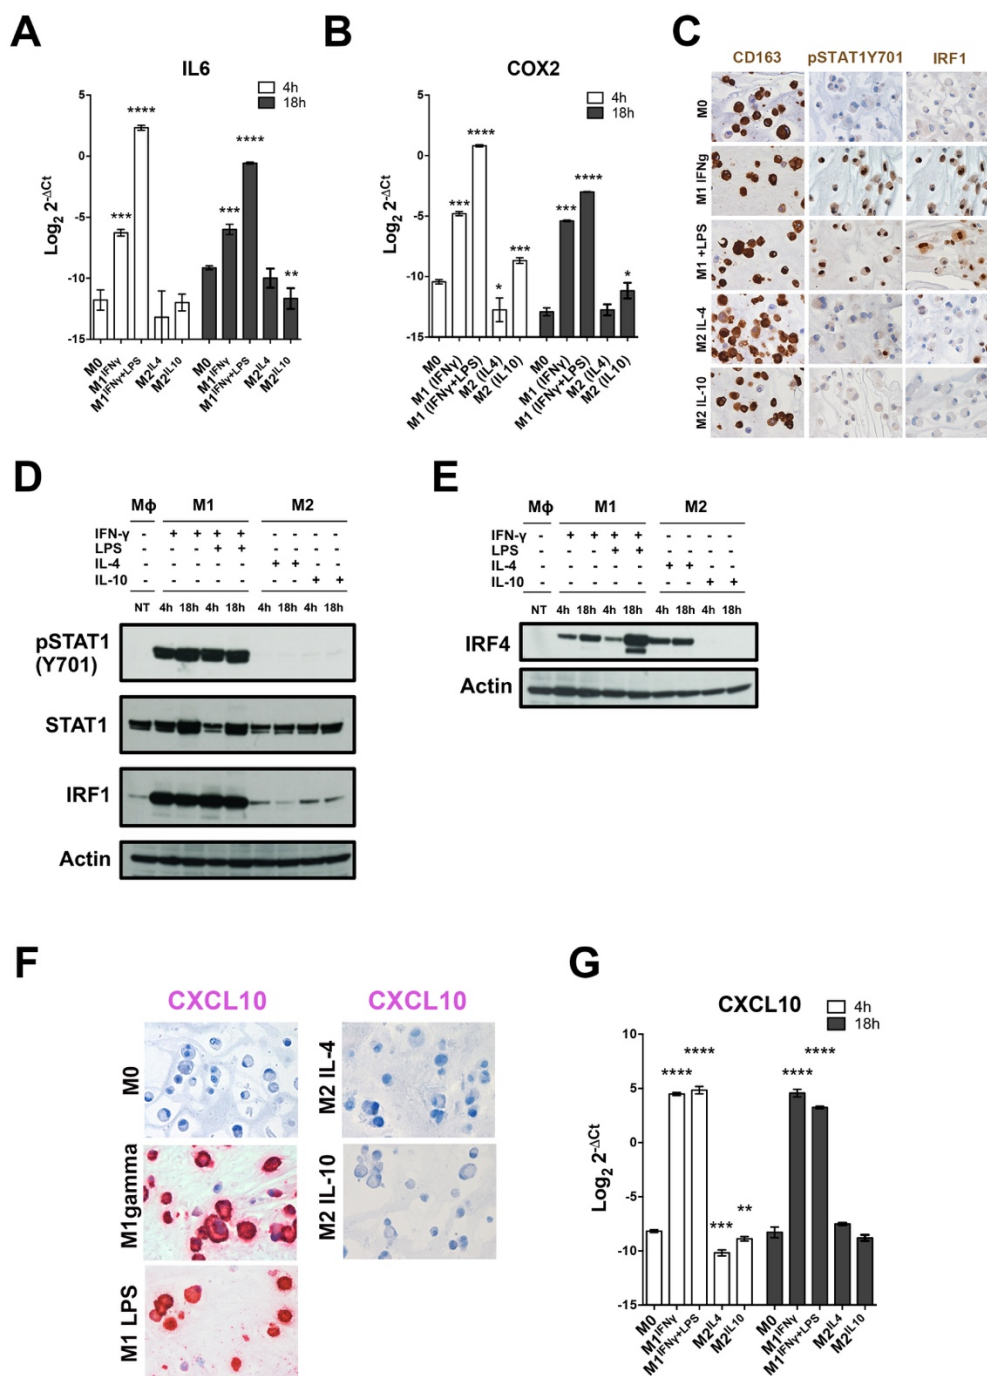 A
IL6
4h
18h
Log2 2-ΔCt
5
0
-5
-10
-15
***
****
***
****
**
M0
M1IFNγ
M1IFNγ+LPS
M2IL4
M2IL10
M0
M1IFNγ
M1IFNγ+LPS
M2IL4
M2IL10
B
COX2
4h
18h
Log2 2-ΔCt
5
0
-5
-10
-15
***
****
*
***
***
****
*
M0
M1 (IFNγ)
M1 (IFNγ+LPS)
M2 (IL4)
M2 (IL10)
M0
M1 (IFNγ)
M1 (IFNγ+LPS)
M2 (IL4)
M2 (IL10)
C
CD163 pSTAT1Y701 IRF1
M0
M1 IFNg
M1 +LPS
M2 IL-4
M2 IL-10
D
Mϕ M1 M2
IFN-γ - + + + + - - - -
LPS - - - + + - - - -
IL-4 - - - - - + + - -
IL-10 - - - - - - - + +
NT 4h 18h 4h 18h 4h 18h 4h 18h
pSTAT1
(Y701)
STAT1
IRF1
Actin
E
Mϕ M1 M2
IFN-γ - + + + + - - - -
LPS - - - + + - - - -
IL-4 - - - - - + + - -
IL-10 - - - - - - - + +
NT 4h 18h 4h 18h 4h 18h 4h 18h
IRF4
Actin
F
CXCL10 CXCL10
M0
M1gamma
M1 LPS
M2 IL-4
M2 IL-10
G
CXCL10
4h
18h
Log2 2-ΔCt
10
5
0
-5
-10
-15
****
****
***
**
****
****
M0
M1IFNγ
M1IFNγ+LPS
M2IL4
M2IL10
M0
M1IFNγ
M1IFNγ+LPS
M2IL4
M2IL10